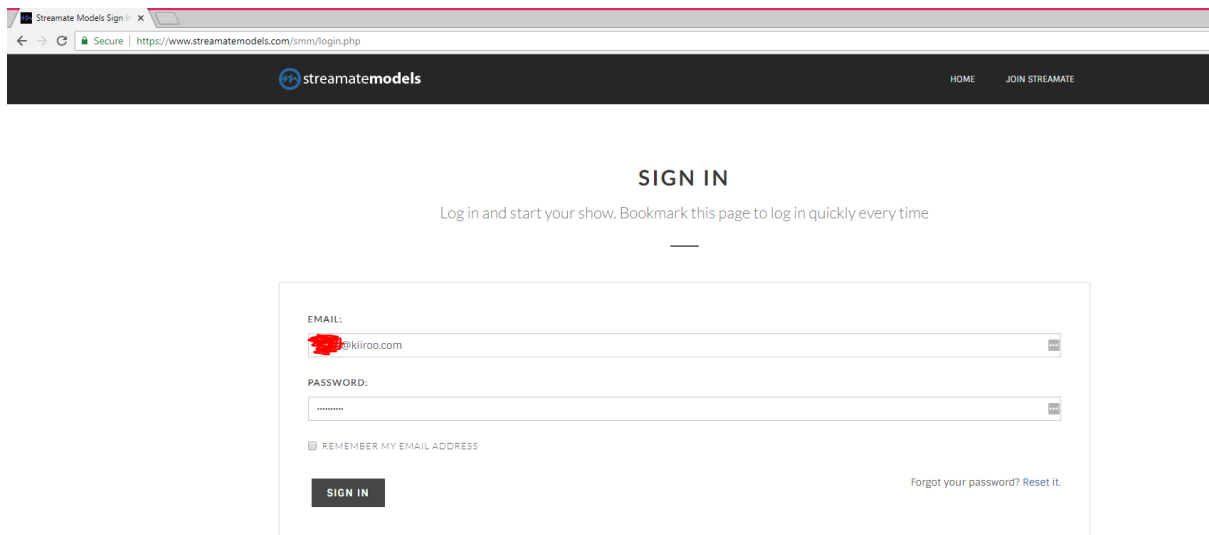 Streamate Models Sign In
Secure | https://www.streamatemodels.com/smm/login.php
streamatemodels
HOME
JOIN STREAMATE
SIGN IN
Log in and start your show. Bookmark this page to log in quickly every time
EMAIL:
@kiiroo.com
PASSWORD:
REMEMBER MY EMAIL ADDRESS
SIGN IN
Forgot your password? Reset it.